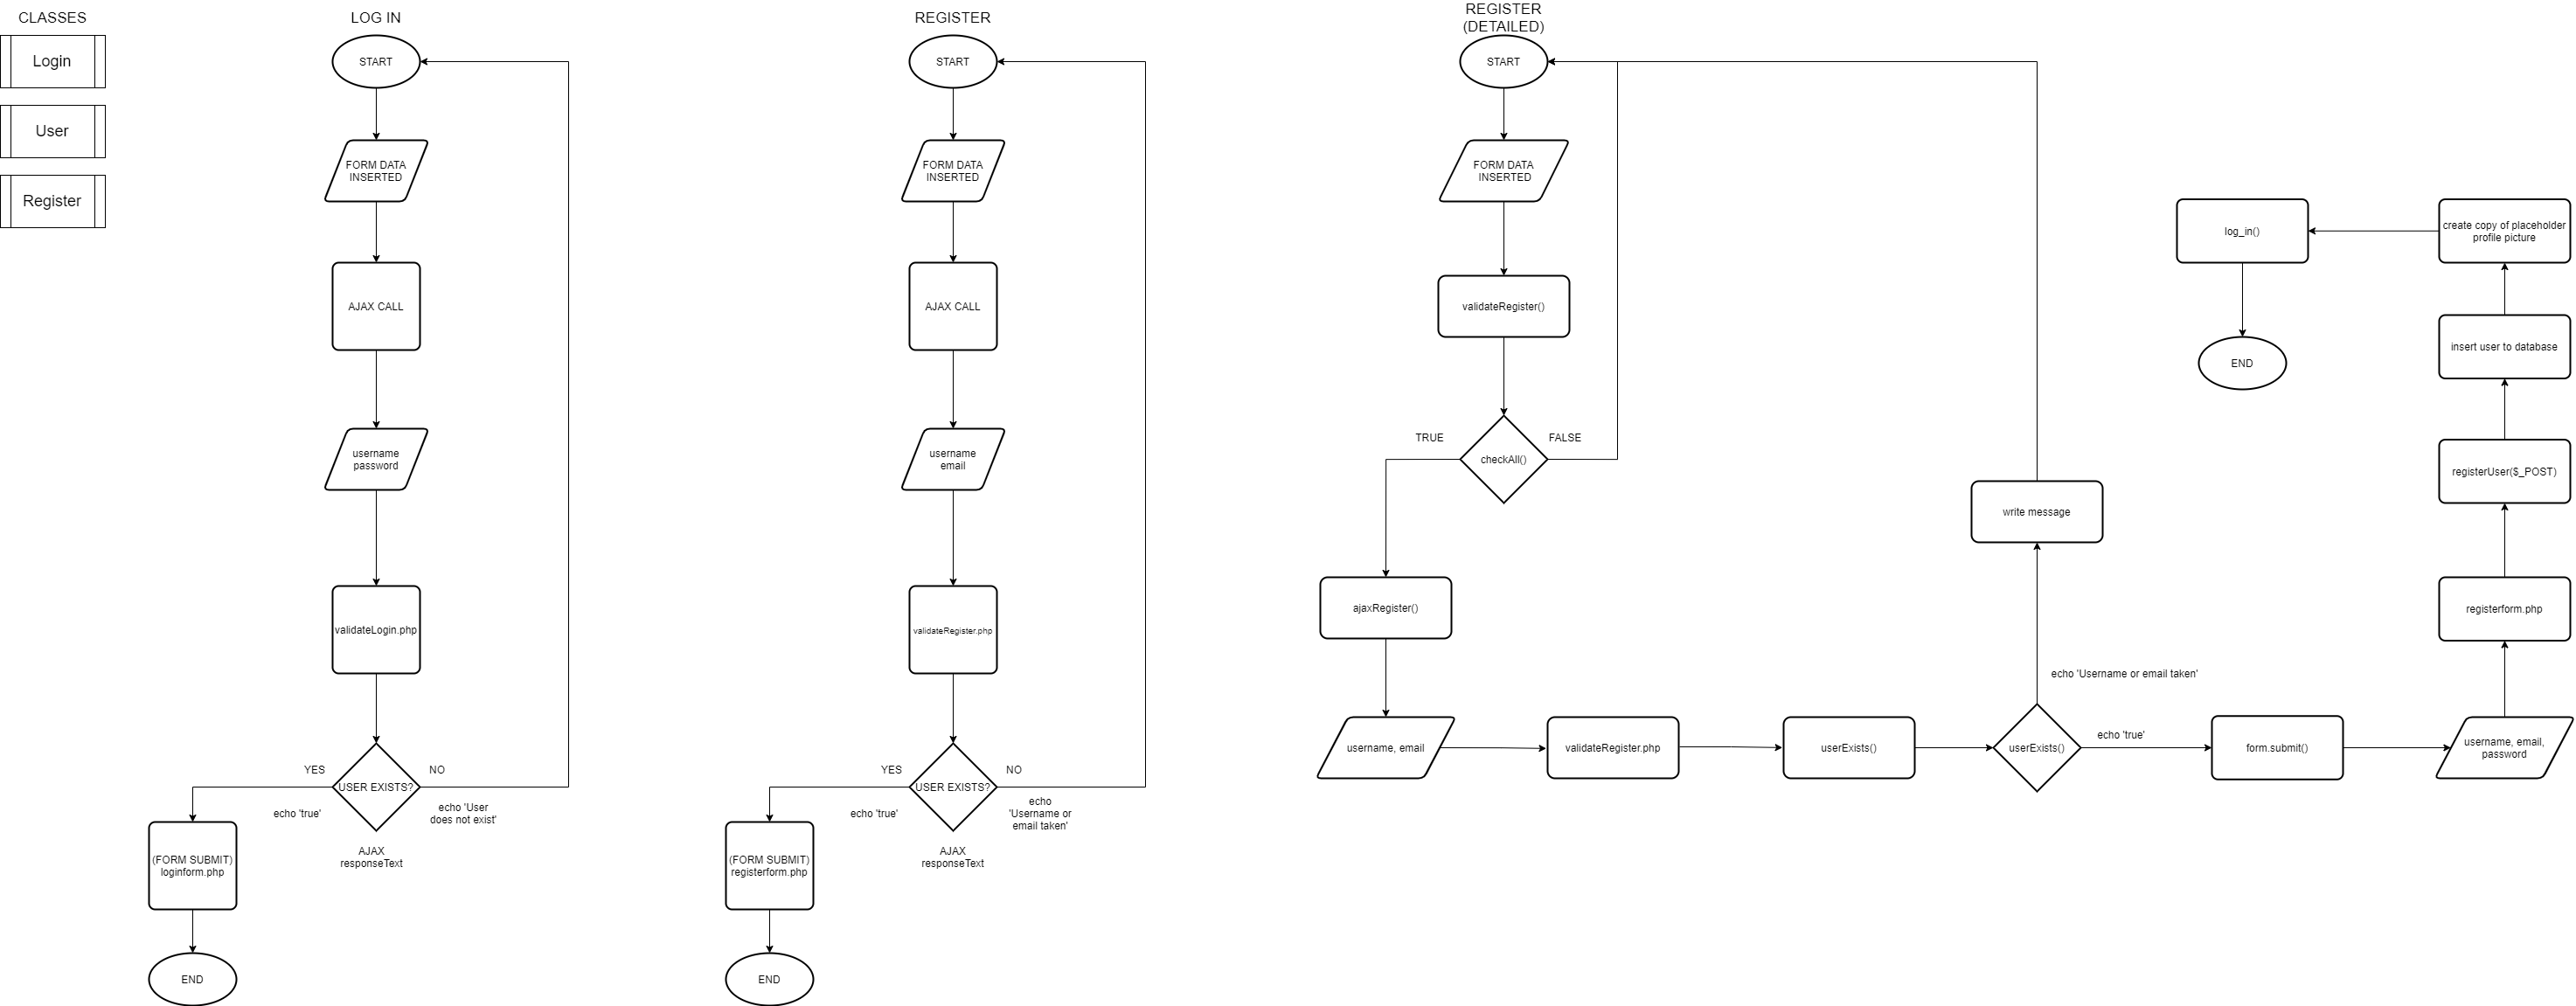 CLASSES
Login
User
Register
LOG IN
START
FORM DATA
INSERTED
AJAX CALL
username
password
validateLogin.php
YES
NO
USER EXISTS?
echo 'true'
echo 'User
does not exist'
AJAX
responseText
(FORM SUBMIT)
loginform.php
END
REGISTER
START
FORM DATA
INSERTED
AJAX CALL
username
email
validateRegister.php
YES
NO
USER EXISTS?
echo 'true'
echo
'Username or
email taken'
AJAX
responseText
(FORM SUBMIT)
registerform.php
END
REGISTER
(DETAILED)
START
FORM DATA
INSERTED
validateRegister()
TRUE
FALSE
checkAll()
ajaxRegister()
username, email
validateRegister.php
userExists()
userExists()
echo 'Username or email taken'
write message
echo 'true'
form.submit()
username, email,
password
registerform.php
registerUser($_POST)
insert user to database
create copy of placeholder
profile picture
log_in()
END